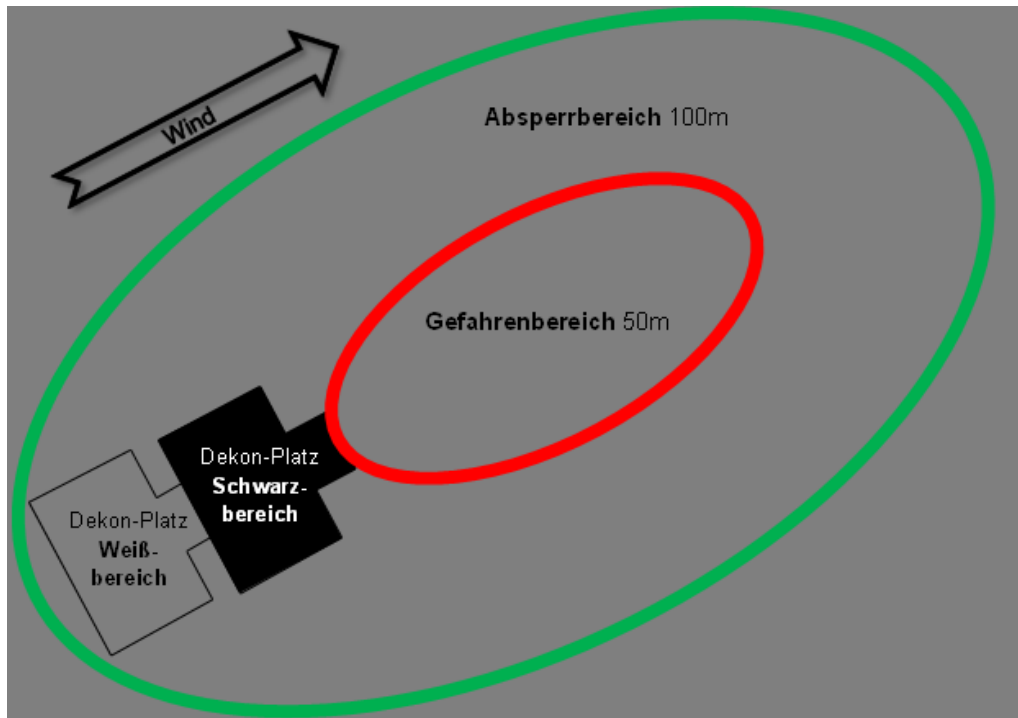 Wind
Absperrbereich 100m
Gefahrenbereich 50m
Dekon-Platz
Schwarz-
bereich
Dekon-Platz
Weiß-
bereich